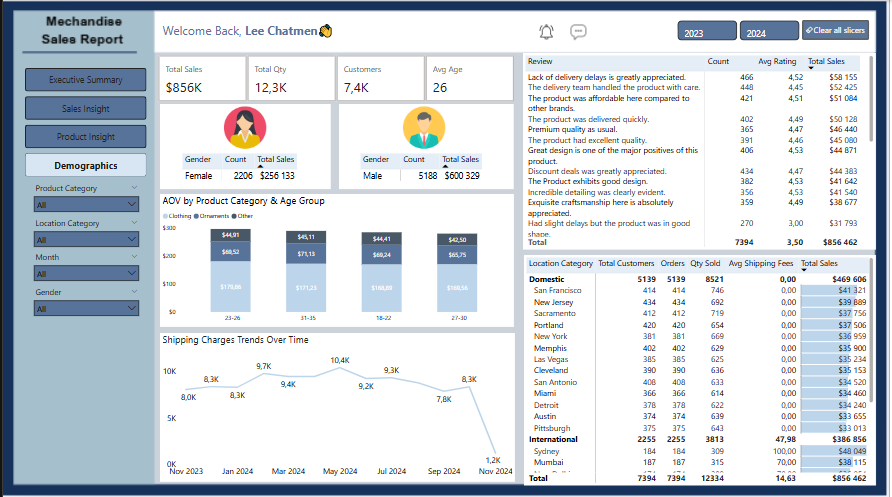 Mechandise
Sales Report
Welcome Back, Lee Chatmen
2023
2024
Clear all slicers
Executive Summary
Sales Insight
Product Insight
Demographics
Product Category
All
Location Category
All
Month
All
Gender
All
Total Sales
$856K
Total Qty
12,3K
Customers
7,4K
Avg Age
26
Gender Count Total Sales
Female 2206 $256 133
Gender Count Total Sales
Male 5188 $600 329
AOV by Product Category & Age Group
Clothing Ornaments Other
$300
$200
$100
$0
$44,91 $45,11 $44,41 $42,50
$69,52 $71,13 $69,24 $65,75
$171,23
23-26 31-35 18-22 27-30
Shipping Charges Trends Over Time
10K
5K
0K
8,0K
8,3K
8,3K
9,7K
9,4K
10,4K
9,2K
9,3K
7,8K
8,3K
1,2K
Nov 2023 Jan 2024 Mar 2024 May 2024 Jul 2024 Sep 2024 Nov 2024
Review Count Avg Rating Total Sales
Lack of delivery delays is greatly appreciated. 466 4,52 $58 155
The delivery team handled the product with care. 448 4,45 $52 425
The product was affordable here compared to 421 4,51 $51 084
other brands.
The product was delivered quickly. 402 4,49 $50 128
Premium quality as usual. 365 4,47 $46 440
The product had excellent quality. 391 4,46 $45 080
Great design is one of the major positives of this 406 4,53 $44 871
product.
Discount deals was greatly appreciated. 434 4,47 $44 383
The Product exhibits good design. 382 4,53 $41 642
Incredible detailing was clearly evident. 356 4,53 $41 540
Exquisite craftsmanship here is absolutely 359 4,49 $38 677
appreciated.
Had slight delays but the product was in good 270 3,00 $31 793
shape.
Total 7394 3,50 $856 462
Location Category Total Customers Orders Qty Sold Avg Shipping Fees Total Sales
Domestic 5139 5139 8521 0,00 $469 606
San Francisco 414 414 746 0,00 $41 321
New Jersey 434 434 692 0,00 $39 889
Sacramento 412 412 719 0,00 $37 756
Portland 420 420 654 0,00 $37 506
New York 381 381 669 0,00 $36 959
Memphis 402 402 629 0,00 $35 900
Las Vegas 385 385 625 0,00 $35 234
Cleveland 390 390 636 0,00 $35 153
San Antonio 408 408 633 0,00 $34 520
Miami 366 366 614 0,00 $34 460
Detroit 378 378 622 0,00 $34 240
Austin 374 374 639 0,00 $33 655
Pittsburgh 375 375 643 0,00 $33 013
International 2255 2255 3813 47,98 $386 856
Sydney 184 184 309 100,00 $48 049
Mumbai 187 187 315 70,00 $38 115
Total 7394 7394 12334 14,63 $856 462